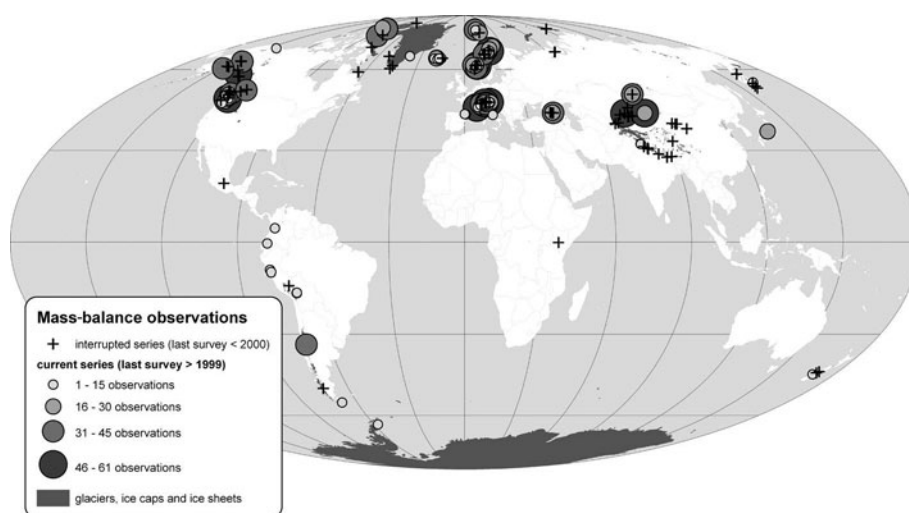 Mass-balance observations
interrupted series (last survey < 2000)
current series (last survey > 1999)
1 - 15 observations
16 - 30 observations
31 - 45 observations
46 - 61 observations
glaciers, ice caps and ice sheets